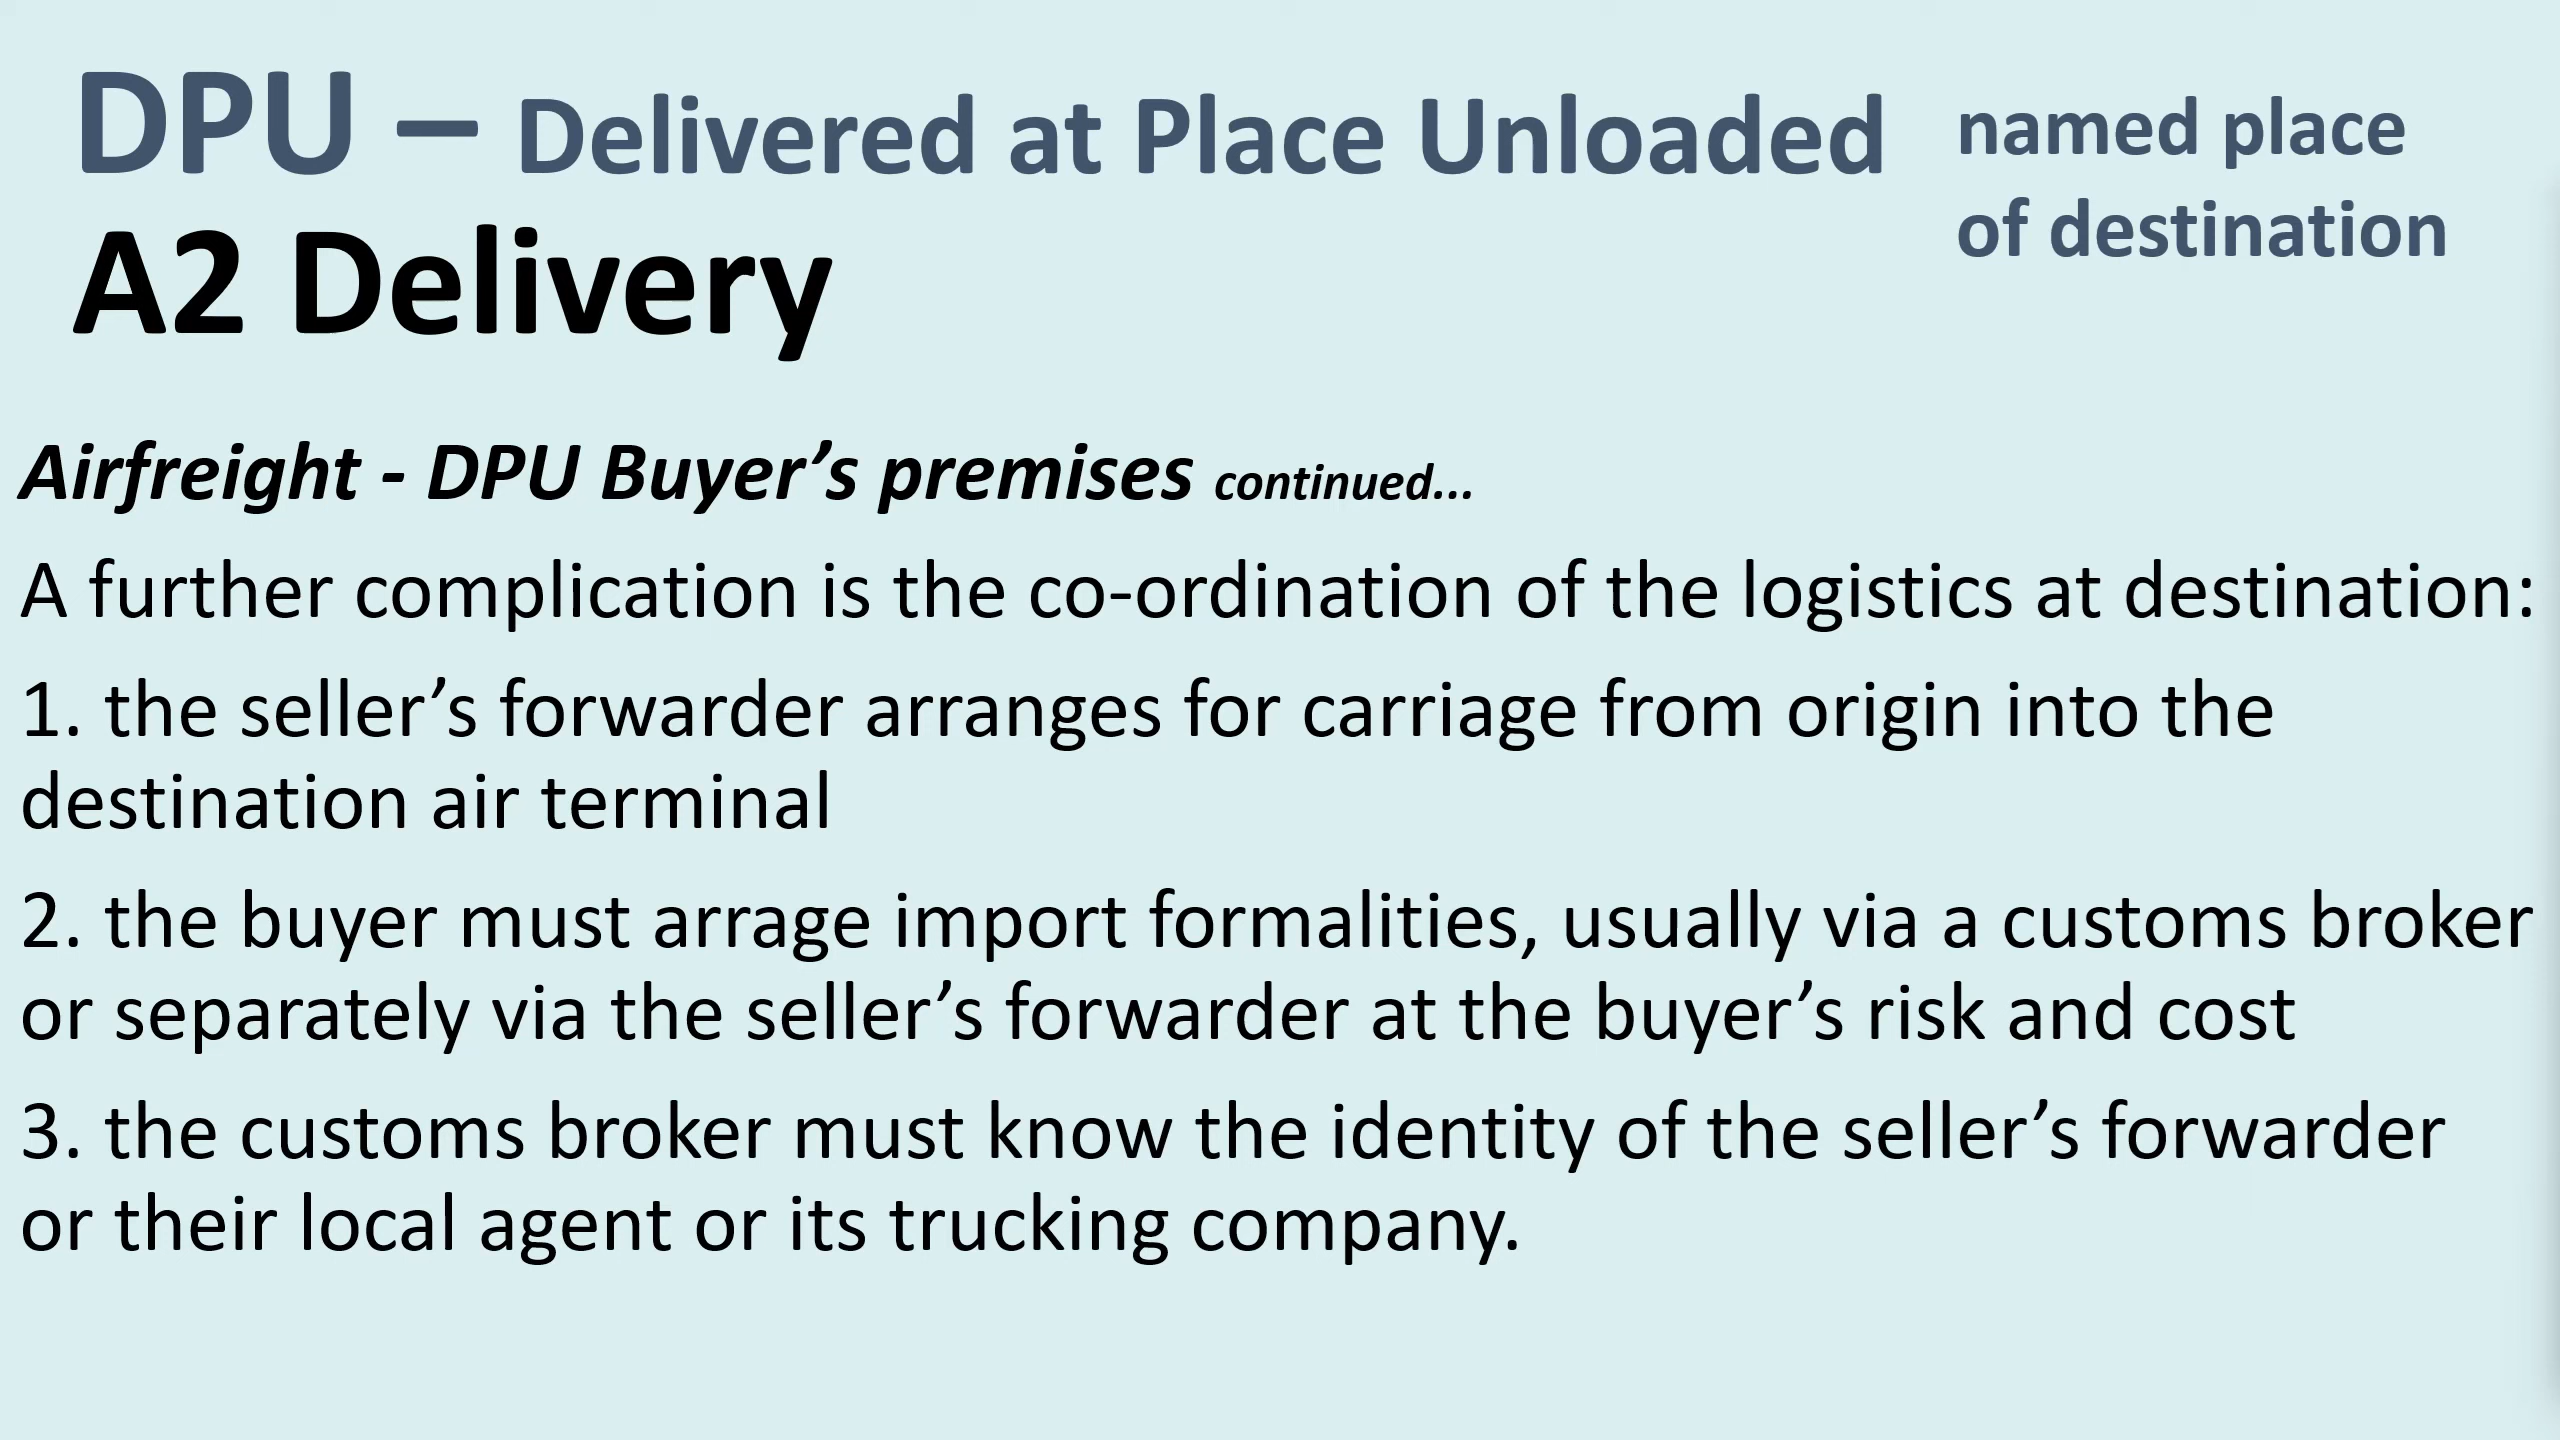 DPU – Delivered at Place Unloaded
named place
of destination
A2 Delivery
Airfreight - DPU Buyer’s premises continued...
A further complication is the co-ordination of the logistics at destination:
1. the seller’s forwarder arranges for carriage from origin into the
destination air terminal
2. the buyer must arrage import formalities, usually via a customs broker
or separately via the seller’s forwarder at the buyer’s risk and cost
3. the customs broker must know the identity of the seller’s forwarder
or their local agent or its trucking company.